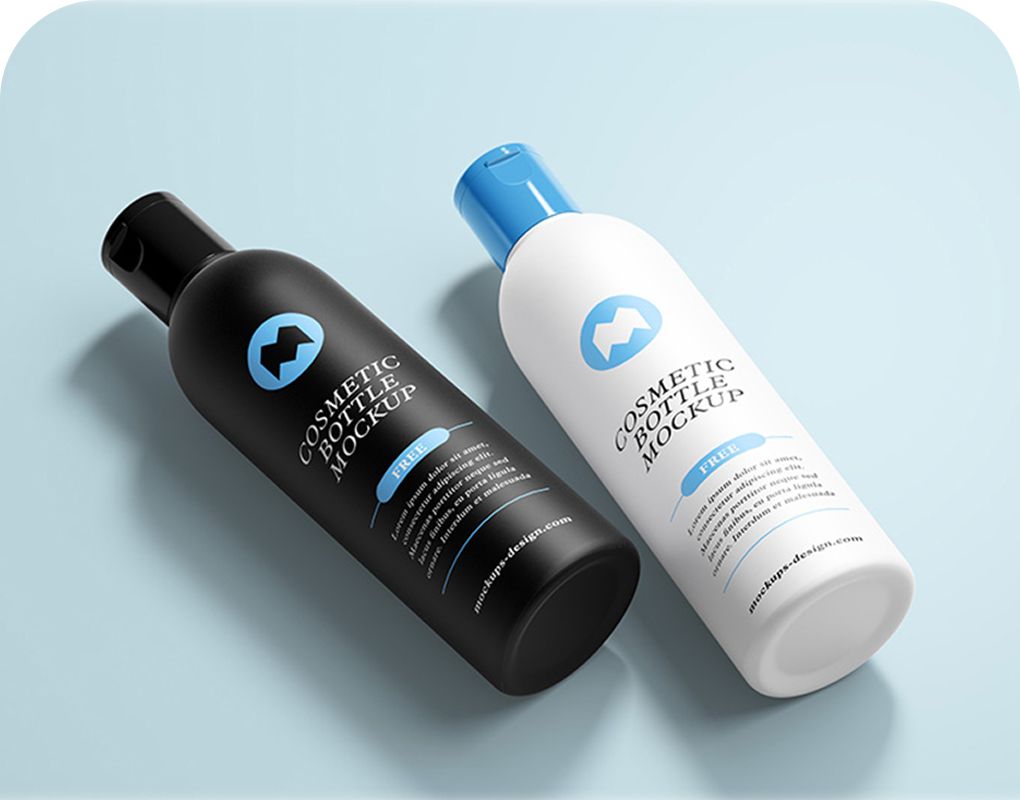 COSMETIC
BOTTLE
MOCKUP
FREE
Lorem ipsum dolor sit amet,
consectetur adipiscing elit.
Maecenas porttitor neque sed
lacus finibus, eu porta ligula
ornare. Interdum et malesuada
mockups-design.com
COSMETIC
BOTTLE
MOCKUP
FREE
Lorem ipsum dolor sit amet,
consectetur adipiscing elit.
Maecenas porttitor neque sed
lacus finibus, eu porta ligula
ornare. Interdum et malesuada
mockups-design.com